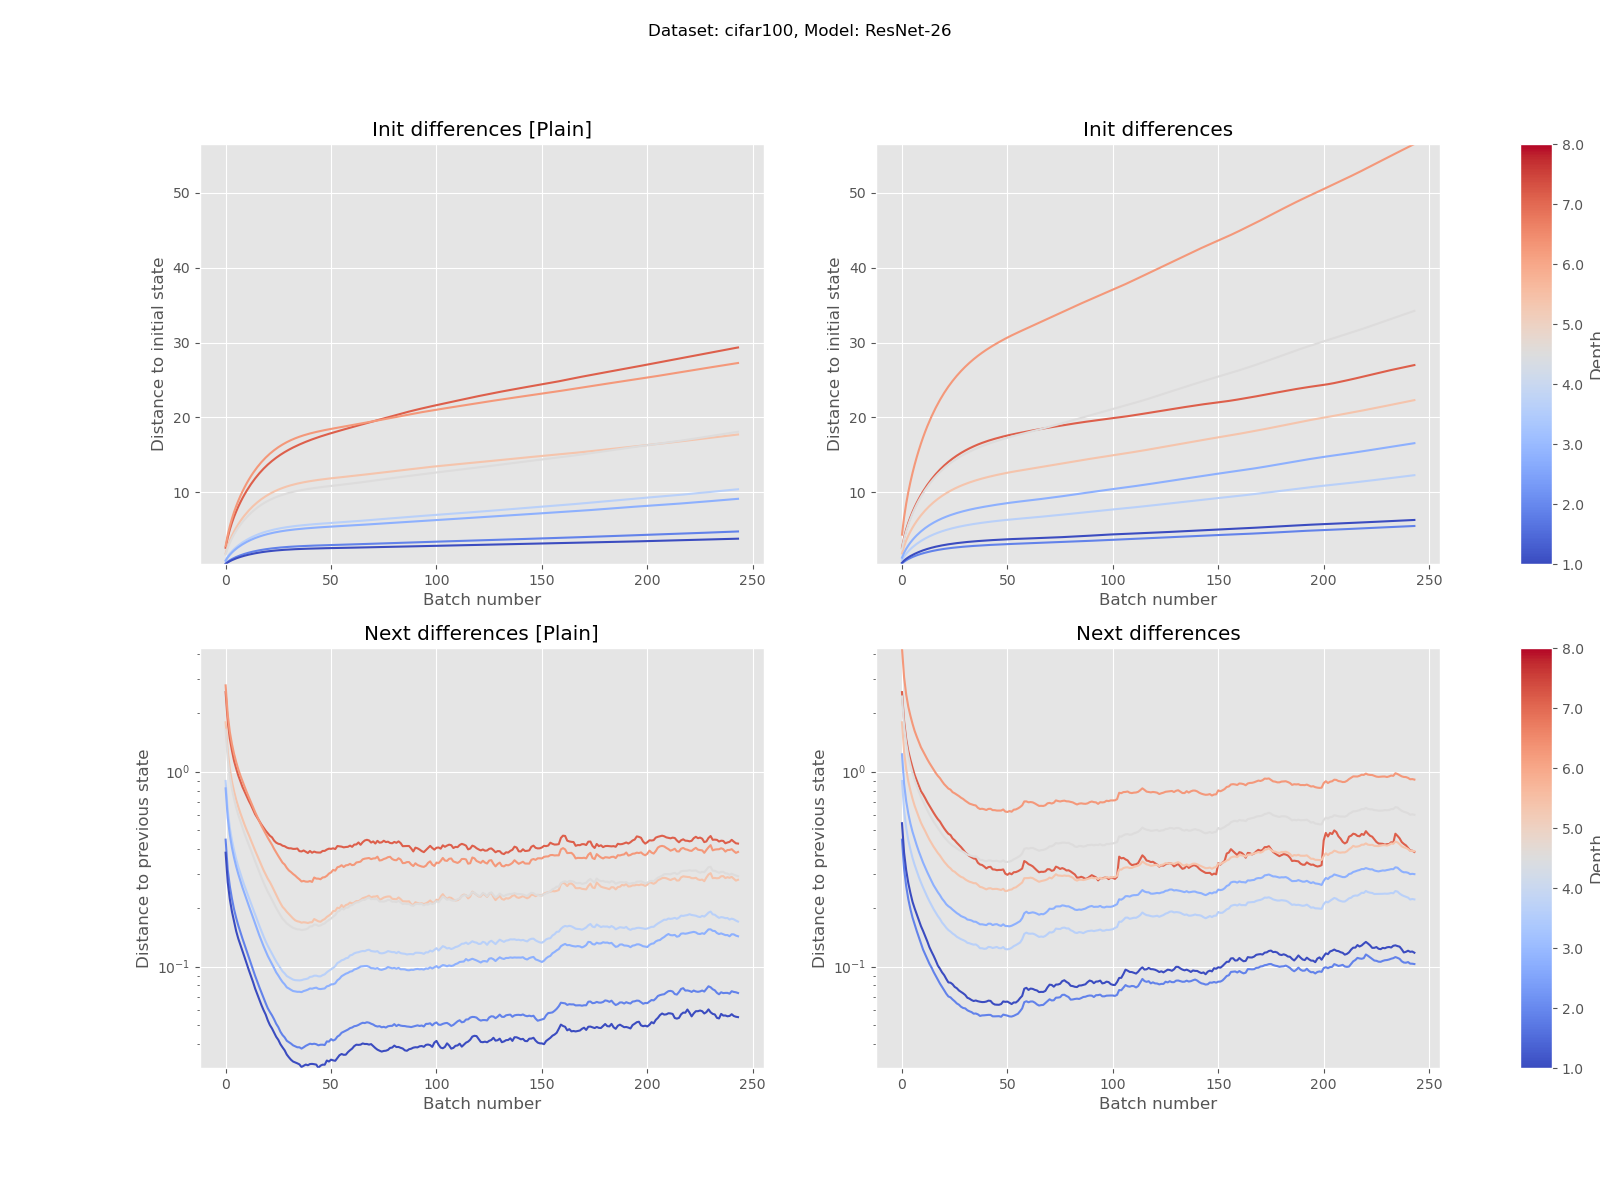 Dataset: cifar100, Model: ResNet-26
Init differences [Plain]
Distance to initial state
50
40
30
20
10
0 50 100 150 200 250
Batch number
Init differences
Distance to initial state
50
40
30
20
10
0 50 100 150 200 250
Batch number
8.0
7.0
6.0
5.0
4.0
3.0
2.0
1.0
Depth
Next differences [Plain]
Distance to previous state
10⁰
10⁻¹
0 50 100 150 200 250
Batch number
Next differences
Distance to previous state
10⁰
10⁻¹
0 50 100 150 200 250
Batch number
8.0
7.0
6.0
5.0
4.0
3.0
2.0
1.0
Depth